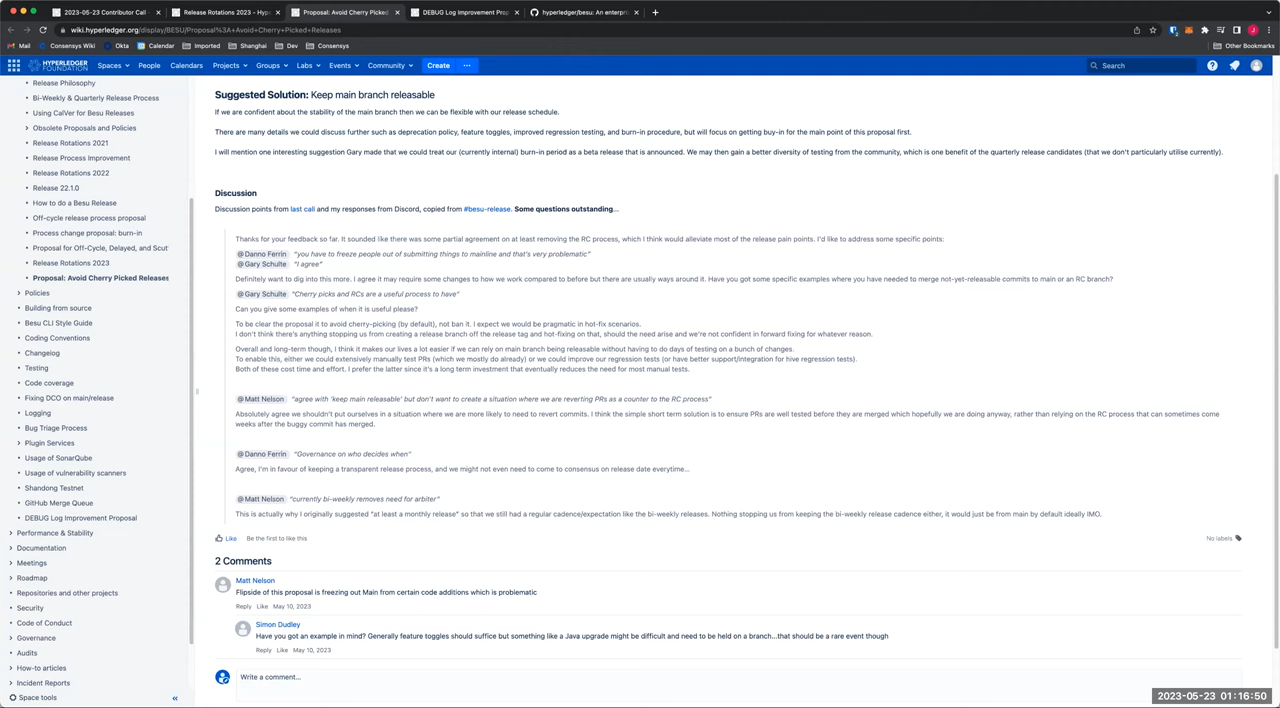 2023-05-23 Contributor Call -
Release Rotations 2023 - Hype
Proposal: Avoid Cherry Picked
DEBUG Log Improvement Prop
hyperledger/besu: An enterpris
wiki.hyperledger.org/display/BESU/Proposal%3A+Avoid+Cherry+Picked+Releases
Mail
Consensys Wiki
Okta
Calendar
Imported
Shanghai
Dev
Consensys
Other Bookmarks
HYPERLEDGER FOUNDATION
Spaces
People
Calendars
Projects
Groups
Labs
Events
Community
Create
Search
Release Philosophy
Bi-Weekly & Quarterly Release Process
Using CalVer for Besu Releases
Obsolete Proposals and Policies
Release Rotations 2021
Release Process Improvement
Release Rotations 2022
Release 22.1.0
How to do a Besu Release
Off-cycle release process proposal
Process change proposal: burn-in
Proposal for Off-Cycle, Delayed, and Scut
Release Rotations 2023
Proposal: Avoid Cherry Picked Releases
Policies
Building from source
Besu CLI Style Guide
Coding Conventions
Changelog
Testing
Code coverage
Fixing DCO on main/release
Logging
Bug Triage Process
Plugin Services
Usage of SonarQube
Usage of vulnerability scanners
Shandong Testnet
GitHub Merge Queue
DEBUG Log Improvement Proposal
Performance & Stability
Documentation
Meetings
Roadmap
Repositories and other projects
Security
Code of Conduct
Governance
Audits
How-to articles
Incident Reports
Space tools
Suggested Solution: Keep main branch releasable
If we are confident about the stability of the main branch then we can be flexible with our release schedule.
There are many details we could discuss further such as deprecation policy, feature toggles, improved regression testing, and burn-in procedure, but will focus on getting buy-in for the main point of this proposal first.
I will mention one interesting suggestion Gary made that we could treat our (currently internal) burn-in period as a beta release that is announced. We may then gain a better diversity of testing from the community, which is one benefit of the quarterly release candidates (that we don't particularly utilise currently).
Discussion
Discussion points from last call and my responses from Discord, copied from #besu-release. Some questions outstanding...
Thanks for your feedback so far. It sounded like there was some partial agreement on at least removing the RC process, which I think would alleviate most of the release pain points. I'd like to address some specific points:
@Danno Ferrin "you have to freeze people out of submitting things to mainline and that's very problematic"
@Gary Schulte "I agree"
Definitely want to dig into this more. I agree it may require some changes to how we work compared to before but there are usually ways around it. Have you got some specific examples where you have needed to merge not-yet-releasable commits to main or an RC branch?
@Gary Schulte "Cherry picks and RCs are a useful process to have"
Can you give some examples of when it is useful please?
To be clear the proposal it to avoid cherry-picking (by default), not ban it. I expect we would be pragmatic in hot-fix scenarios.
I don't think there's anything stopping us from creating a release branch off the release tag and hot-fixing on that, should the need arise and we're not confident in forward fixing for whatever reason.
Overall and long-term though, I think it makes our lives a lot easier if we can rely on main branch being releasable without having to do days of testing on a bunch of changes.
To enable this, either we could extensively manual test PRs (which we mostly do already) or we could improve our regression tests (or have better support/integration for hive regression tests).
Both of these cost time and effort. I prefer the latter since it's a long term investment that eventually reduces the need for most manual tests.
@Matt Nelson "agree with 'keep main releasable' but don't want to create a situation where we are reverting PRs as a counter to the RC process"
Absolutely agree we shouldn't put ourselves in a situation where we are more likely to need to revert commits. I think the simple short term solution is to ensure PRs are well tested before they are merged which hopefully we are doing anyway, rather than relying on the RC process that can sometimes come
weeks after the buggy commit has merged.
@Danno Ferrin "Governance on who decides when"
Agree, I'm in favour of keeping a transparent release process, and we might not even need to come to consensus on release date everytime...
@Matt Nelson "currently bi-weekly removes need for arbiter"
This is actually why I originally suggested "at least a monthly release" so that we still had a regular cadence/expectation like the bi-weekly releases. Nothing stopping us from keeping the bi-weekly release cadence either, it would just be from main by default ideally IMO.
Like
Be the first to like this
No labels
2 Comments
Matt Nelson
Flipside of this proposal is freezing out Main from certain code additions which is problematic
Reply Like May 10, 2023
Simon Dudley
Have you got an example in mind? Generally feature toggles should suffice but something like a Java upgrade might be difficult and need to be held on a branch...that should be a rare event though
Reply Like May 10, 2023
Write a comment...
2023-05-23 01:16:50